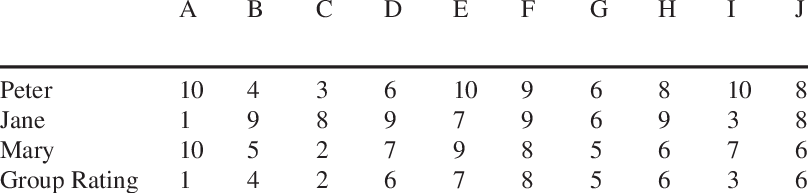 A B C D E F G H I J
Peter 10 4 3 6 10 9 6 8 10 8
Jane 1 9 8 9 7 9 6 9 3 8
Mary 10 5 2 7 9 8 5 6 7 6
Group Rating 1 4 2 6 7 8 5 6 3 6